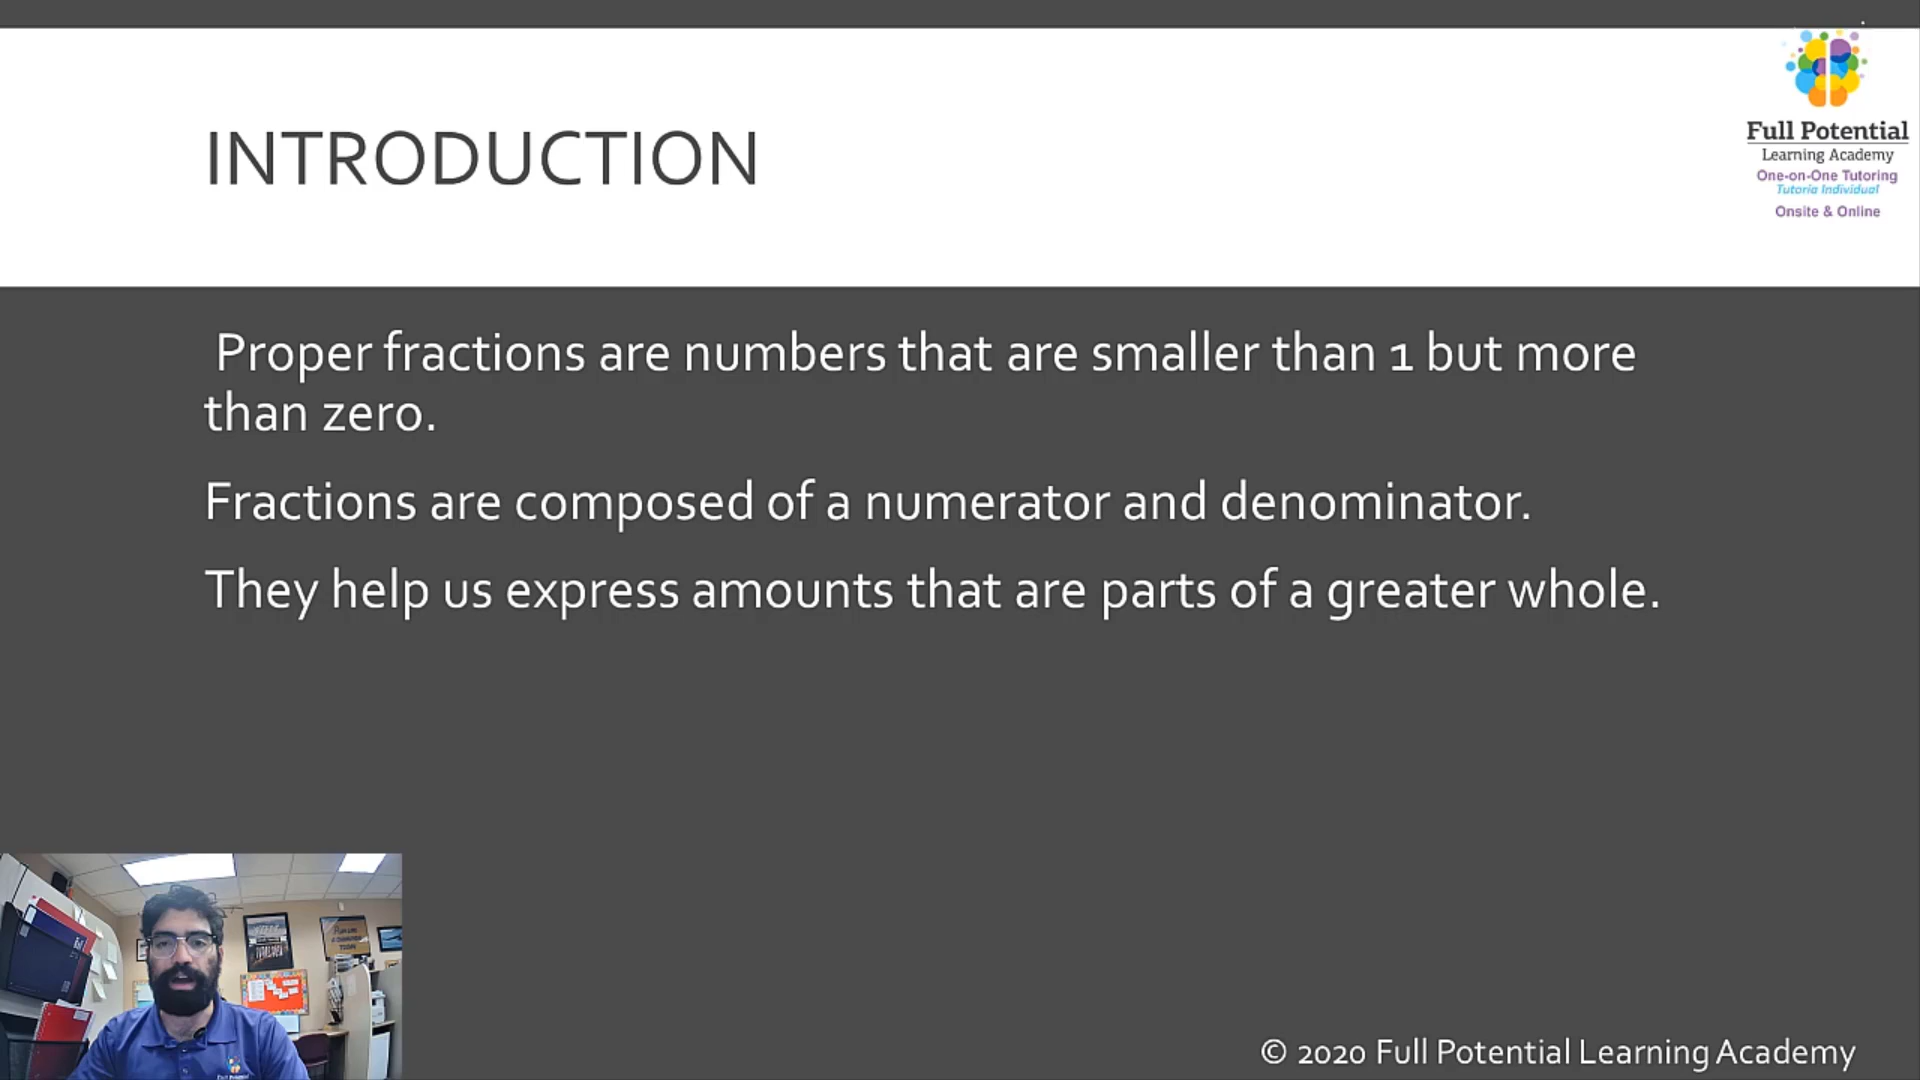 INTRODUCTION
Full Potential
Learning Academy
One-on-One Tutoring
Tutoría Individual
Onsite & Online
Proper fractions are numbers that are smaller than 1 but more
than zero.
Fractions are composed of a numerator and denominator.
They help us express amounts that are parts of a greater whole.
© 2020 Full Potential Learning Academy